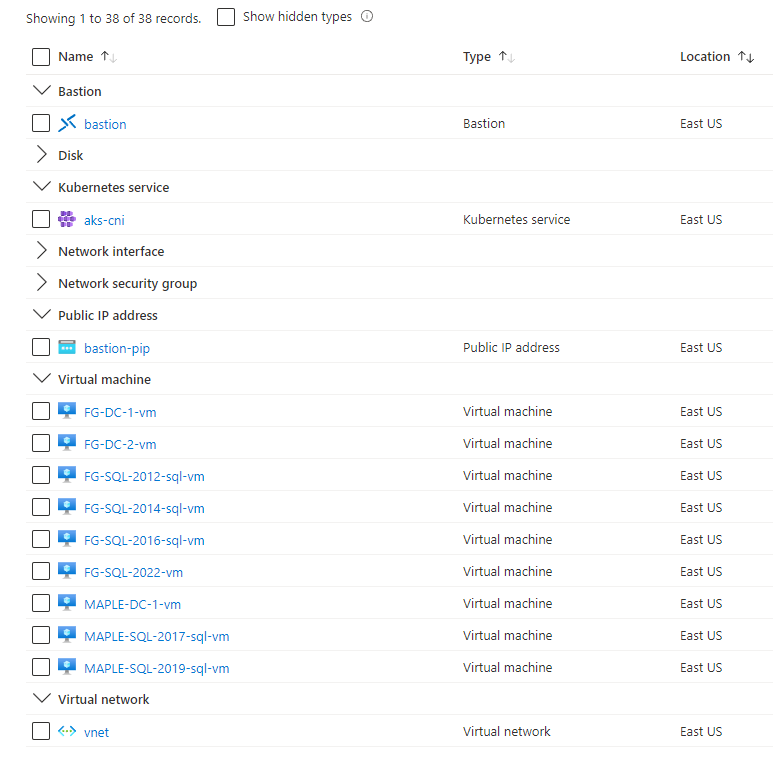 Showing 1 to 38 of 38 records. Show hidden types
Name Type Location
Bastion
bastion Bastion East US
Disk
Kubernetes service
aks-cni Kubernetes service East US
Network interface
Network security group
Public IP address
bastion-pip Public IP address East US
Virtual machine
FG-DC-1-vm Virtual machine East US
FG-DC-2-vm Virtual machine East US
FG-SQL-2012-sql-vm Virtual machine East US
FG-SQL-2014-sql-vm Virtual machine East US
FG-SQL-2016-sql-vm Virtual machine East US
FG-SQL-2022-vm Virtual machine East US
MAPLE-DC-1-vm Virtual machine East US
MAPLE-SQL-2017-sql-vm Virtual machine East US
MAPLE-SQL-2019-sql-vm Virtual machine East US
Virtual network
vnet Virtual network East US